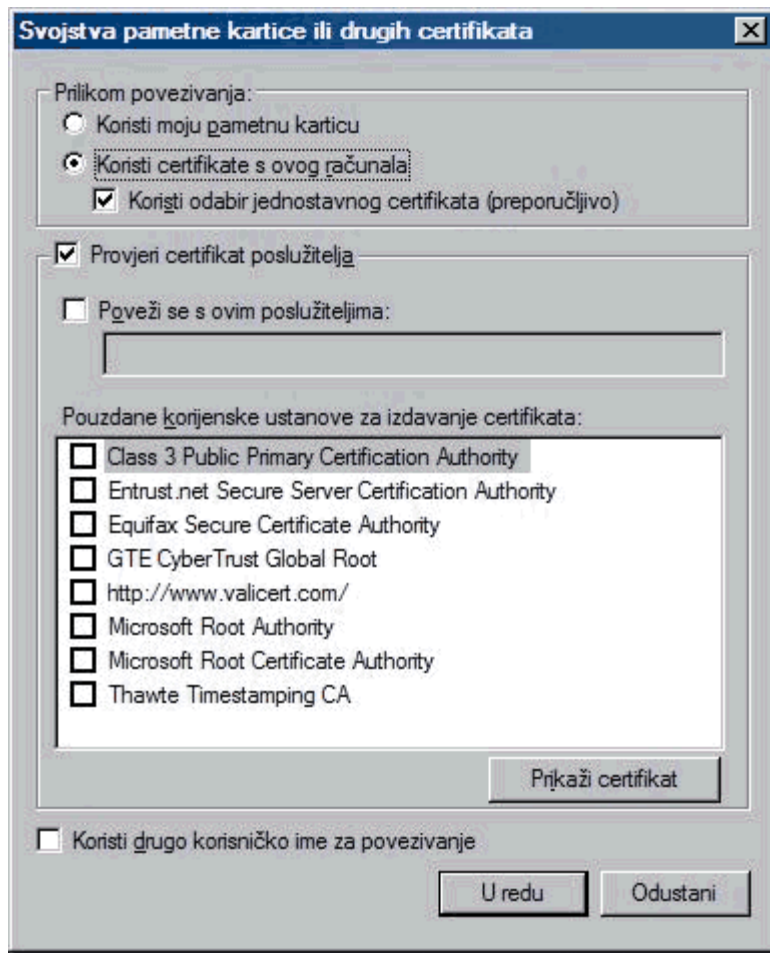 Svojstva pametne kartice ili drugih certifikata
Prilikom povezivanja:
Koristi moju pametnu karticu
Koristi certifikate s ovog računala
Koristi odabir jednostavnog certifikata (preporučljivo)
Provjeri certifikat poslužitelja
Poveži se s ovim poslužiteljima:
Pouzdane korijenske ustanove za izdavanje certifikata:
Class 3 Public Primary Certification Authority
Entrust.net Secure Server Certification Authority
Equifax Secure Certificate Authority
GTE CyberTrust Global Root
http://www.valicert.com/
Microsoft Root Authority
Microsoft Root Certificate Authority
Thawte Timestamping CA
Prikaži certifikat
Koristi drugo korisničko ime za povezivanje
U redu Odustani